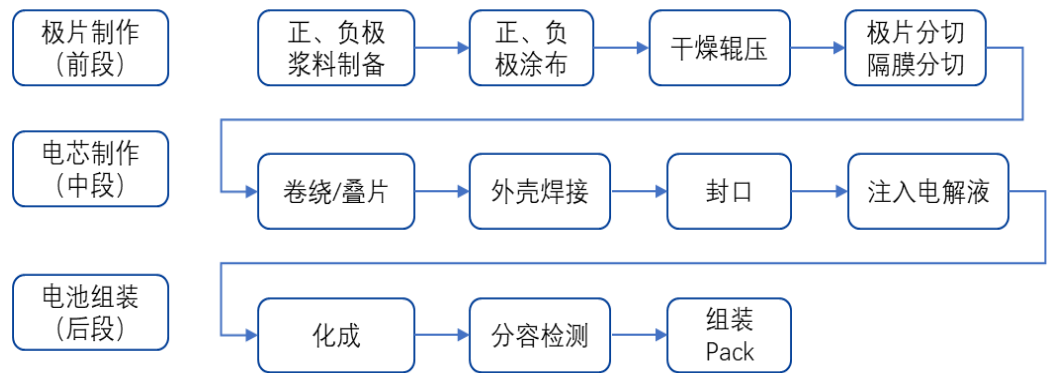 极片制作
（前段）
正、负极
浆料制备
正、负
极涂布
干燥辊压
极片分切
隔膜分切
电芯制作
（中段）
卷绕/叠片
外壳焊接
封口
注入电解液
电池组装
（后段）
化成
分容检测
组装
Pack